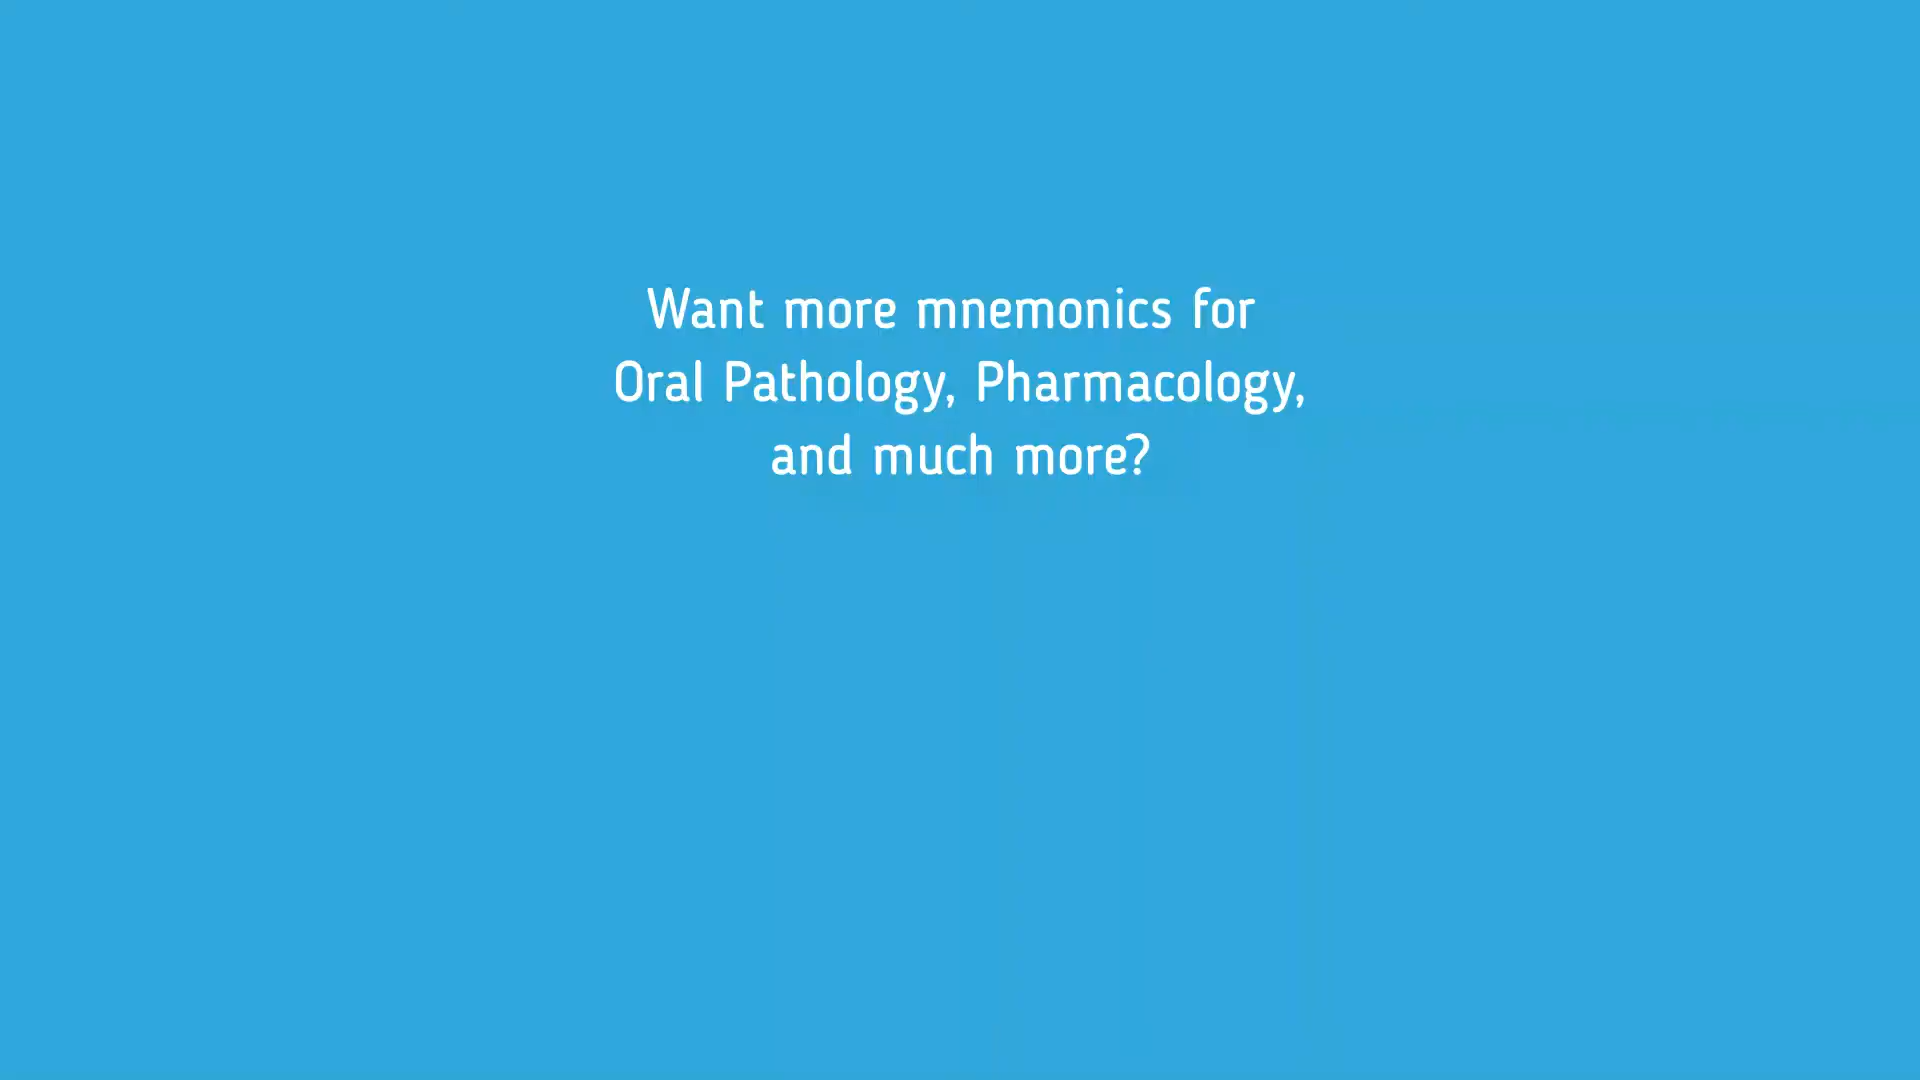 Want more mnemonics for
Oral Pathology, Pharmacology,
and much more?